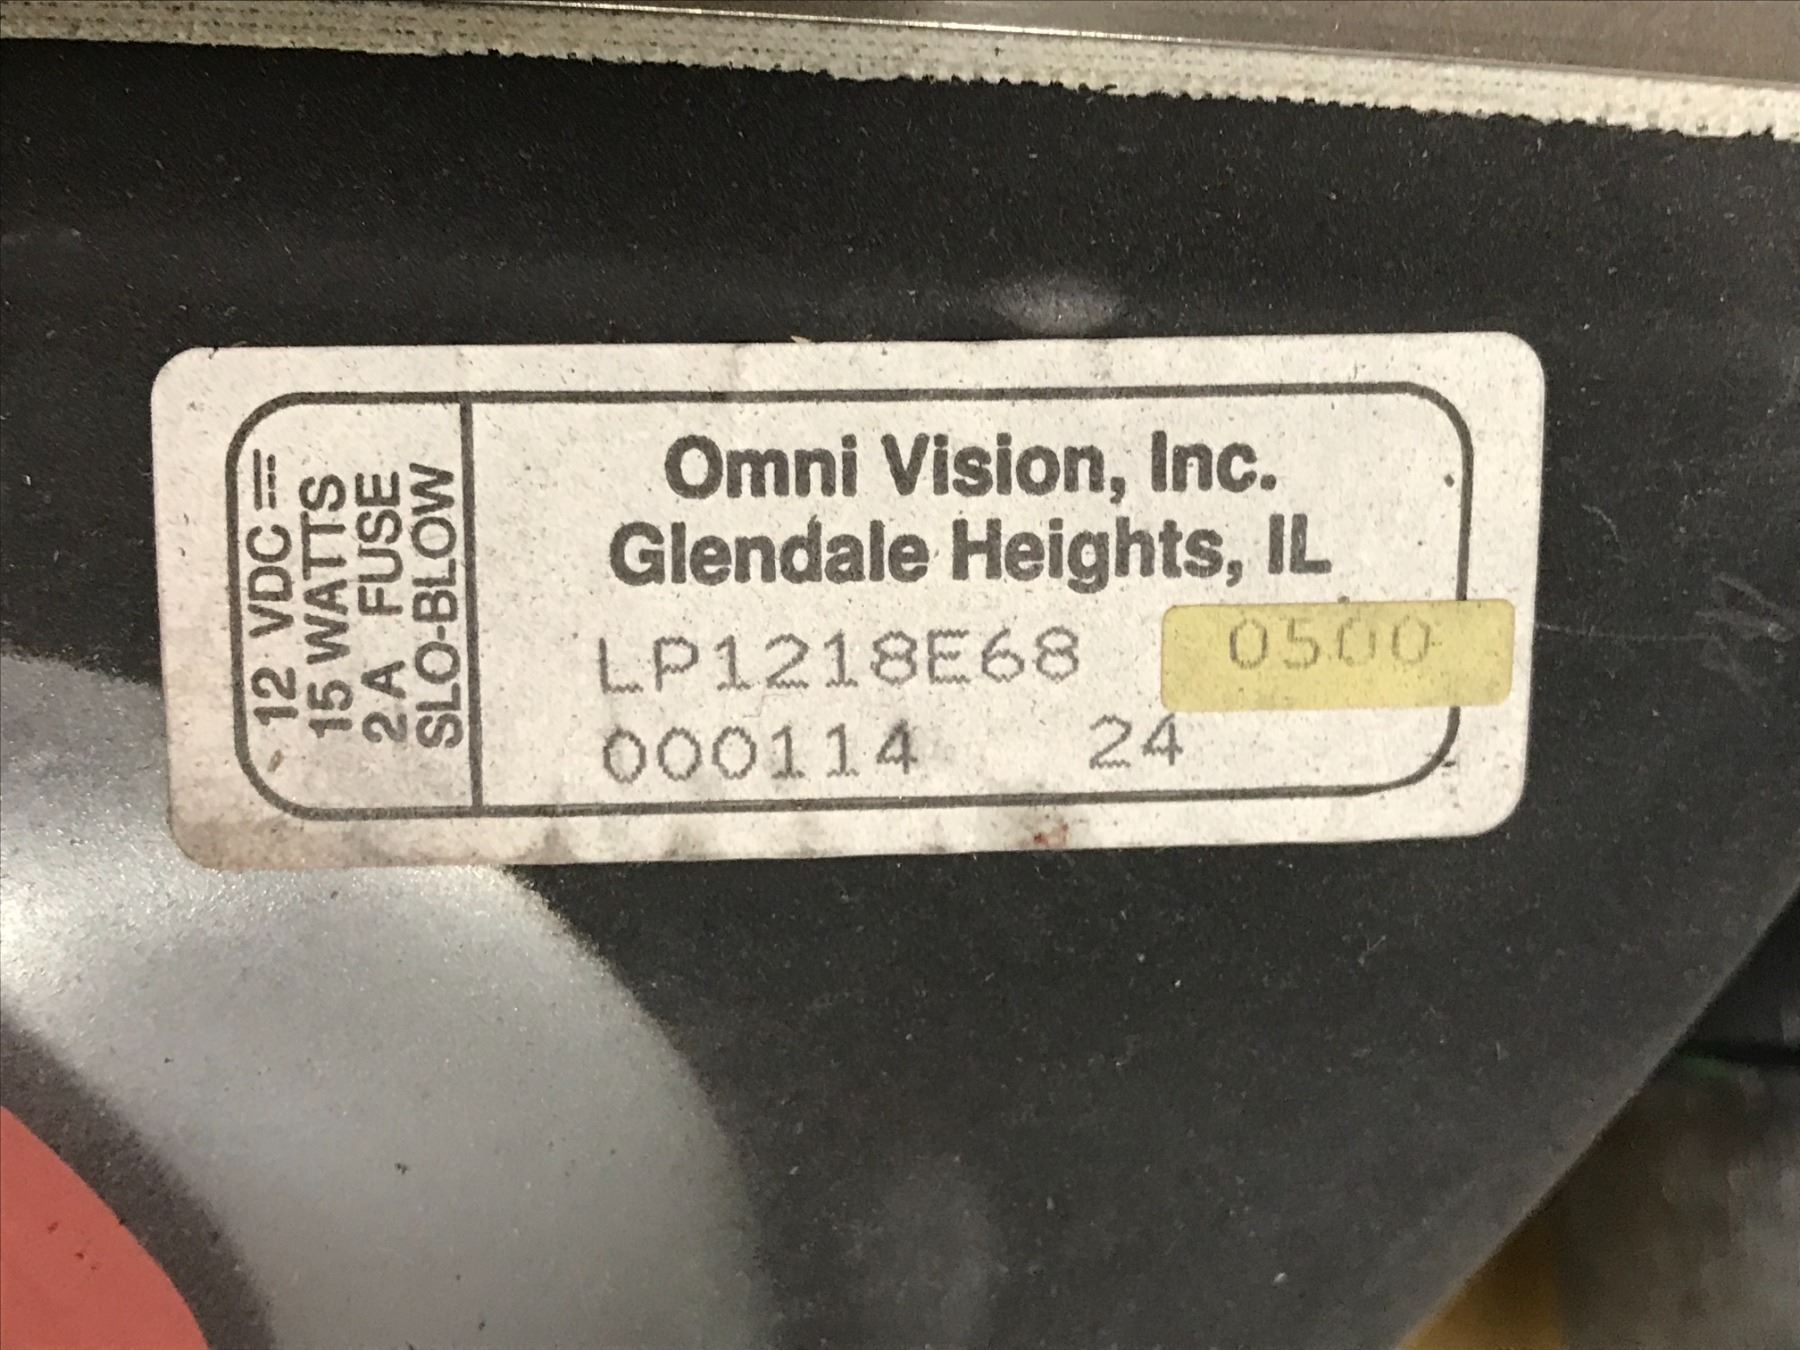 12 VDC ⎓
15 WATTS
2 A FUSE
SLO-BLOW
Omni Vision, Inc.
Glendale Heights, IL
LP1218E68 0500
000114 24